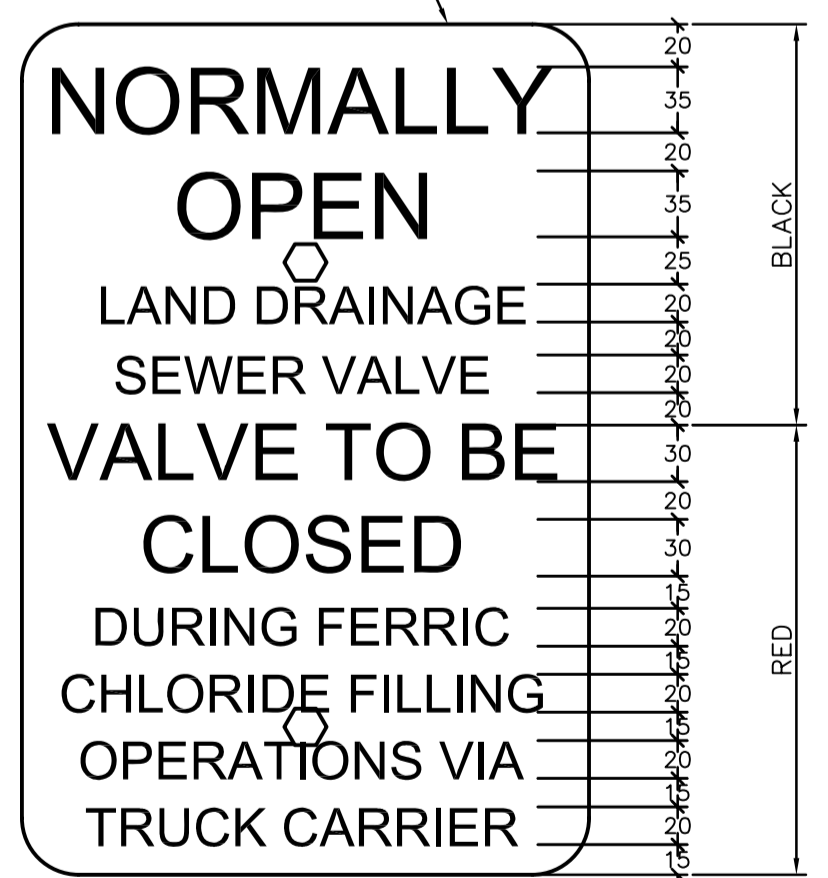 NORMALLY
OPEN
LAND DRAINAGE
SEWER VALVE
VALVE TO BE
CLOSED
DURING FERRIC
CHLORIDE FILLING
OPERATIONS VIA
TRUCK CARRIER
20
35
20
35
25
20
20
20
20
30
20
30
15
20
15
20
15
20
15
20
15
BLACK
RED